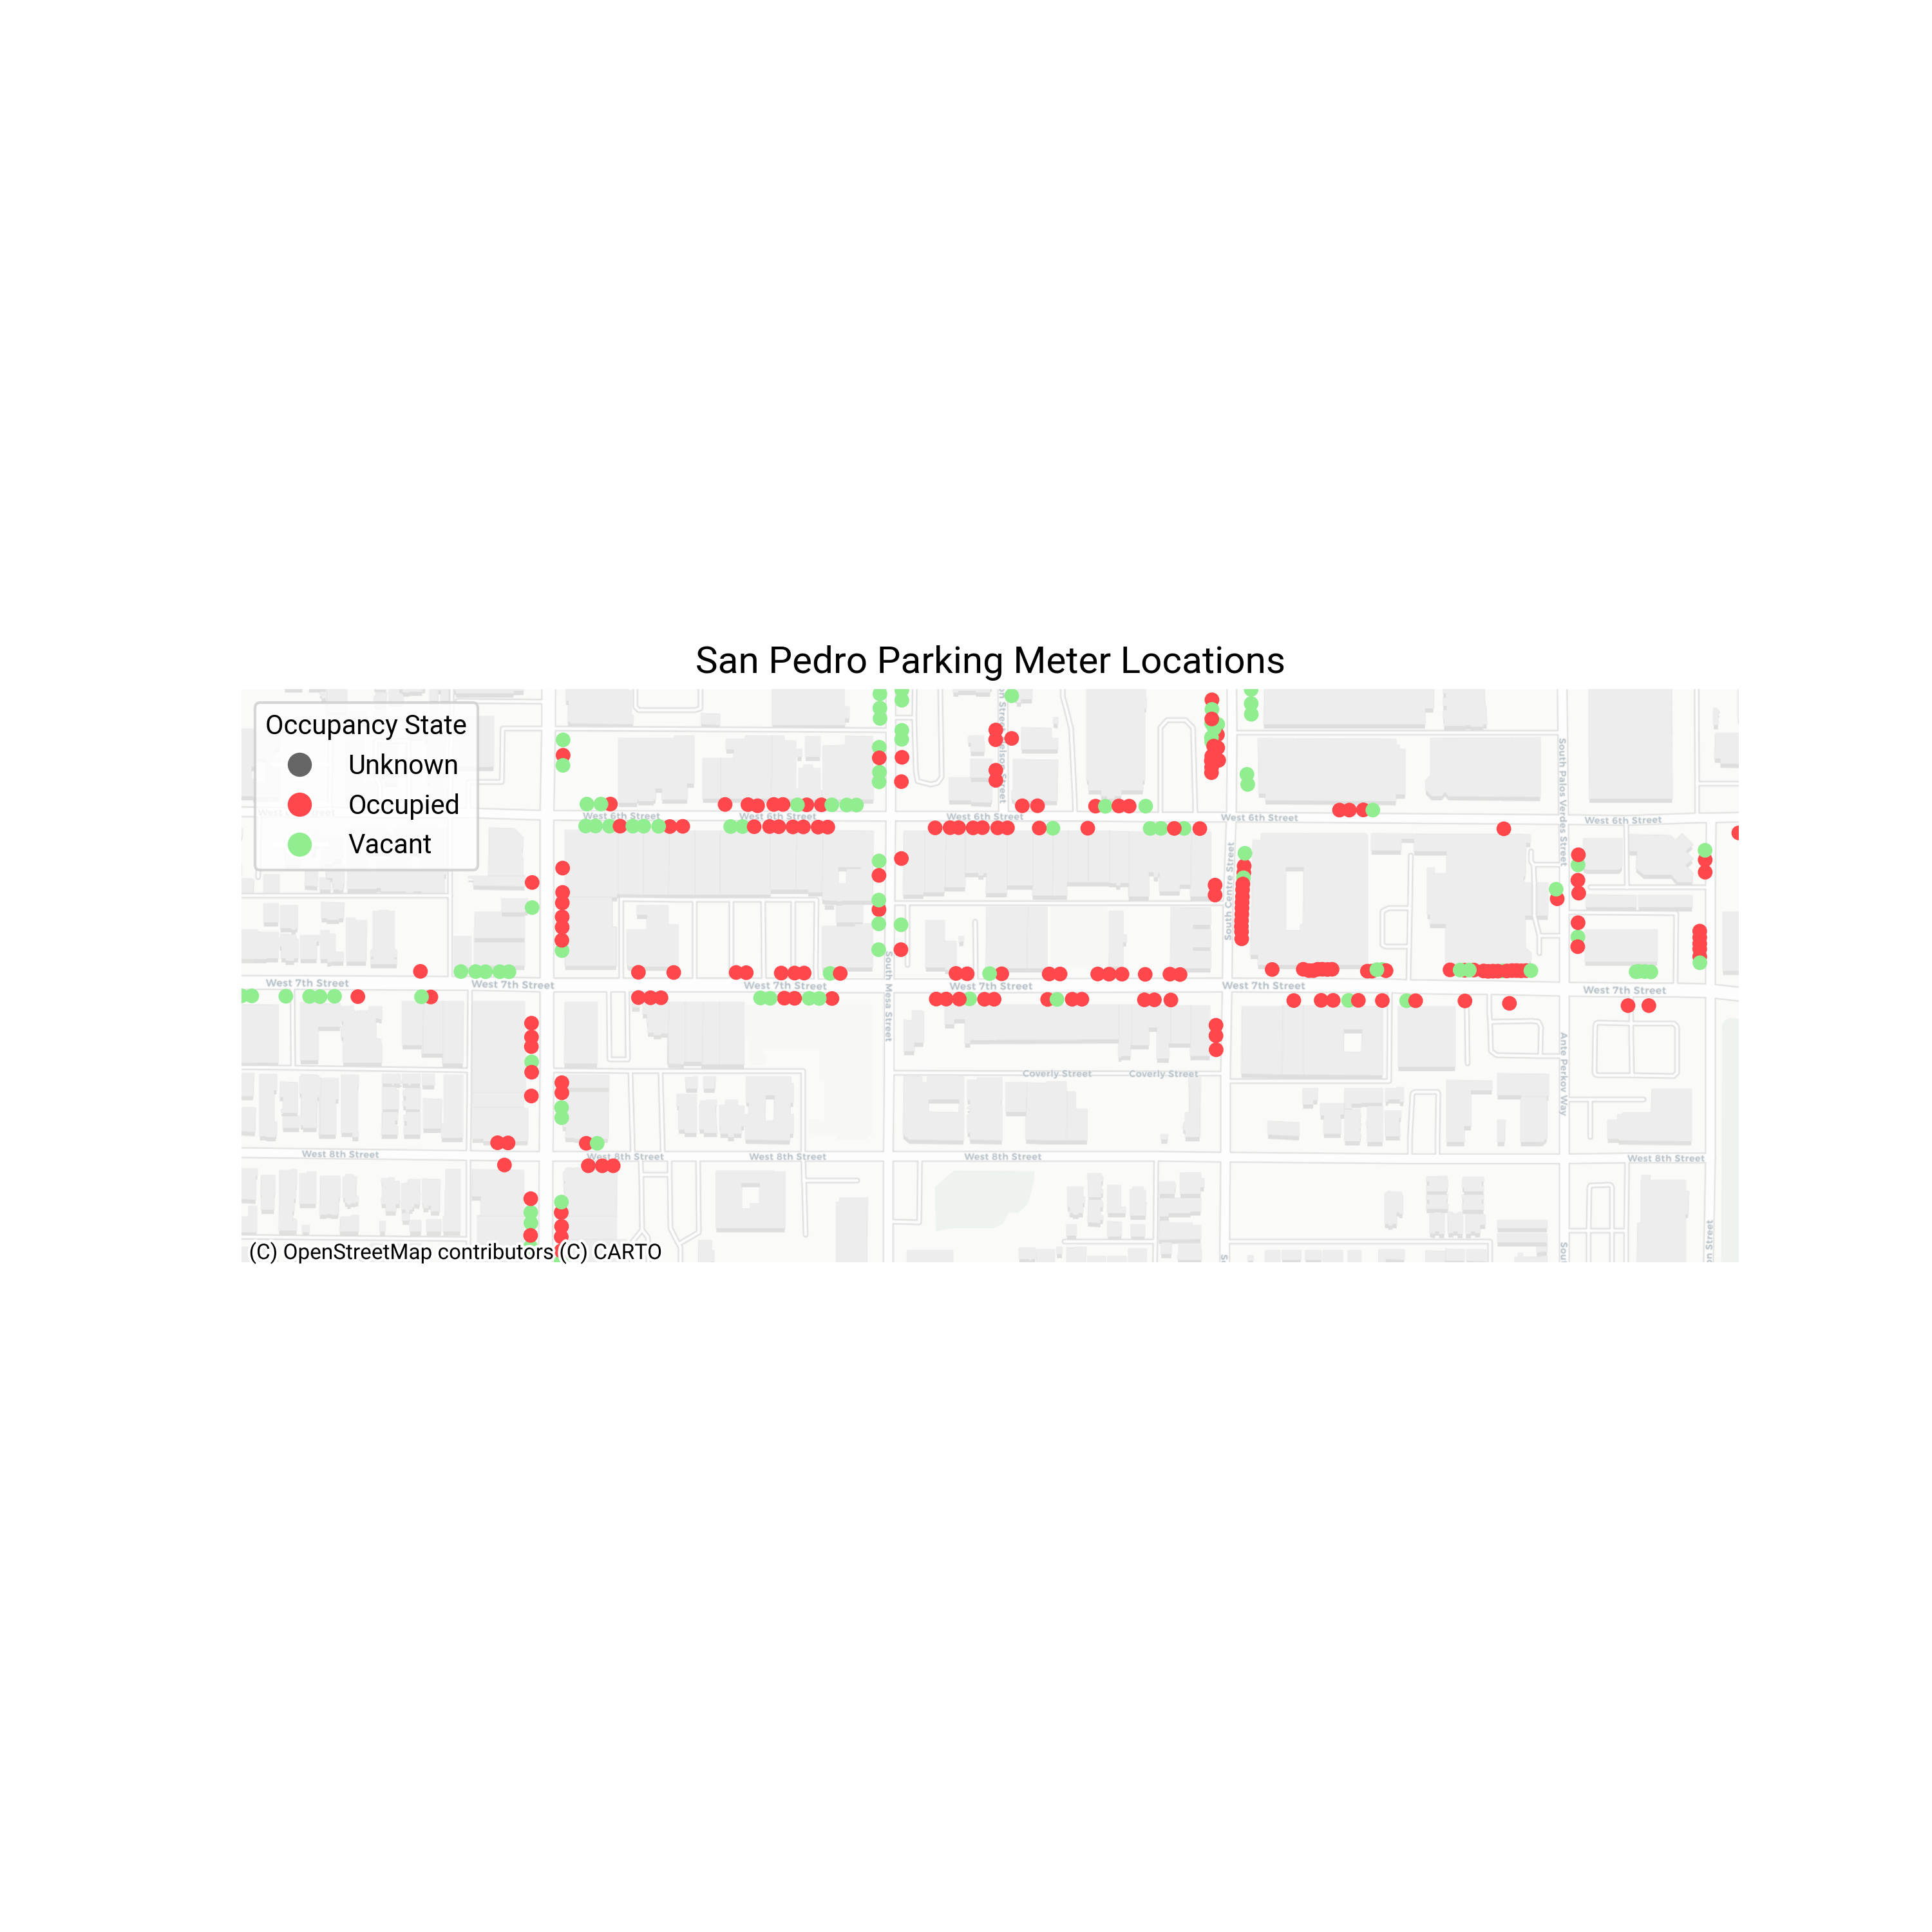 San Pedro Parking Meter Locations
Occupancy State
Unknown
Occupied
Vacant
West 6th Street
West 6th Street
West 6th Street
West 6th Street
West 6th Street
South Palos Verdes Street
South Centre Street
West 7th Street
West 7th Street
West 7th Street
West 7th Street
West 7th Street
West 7th Street
South Mesa Street
Ante Perkov Way
Coverly Street
Coverly Street
West 8th Street
West 8th Street
West 8th Street
West 8th Street
West 8th Street
(C) OpenStreetMap contributors (C) CARTO